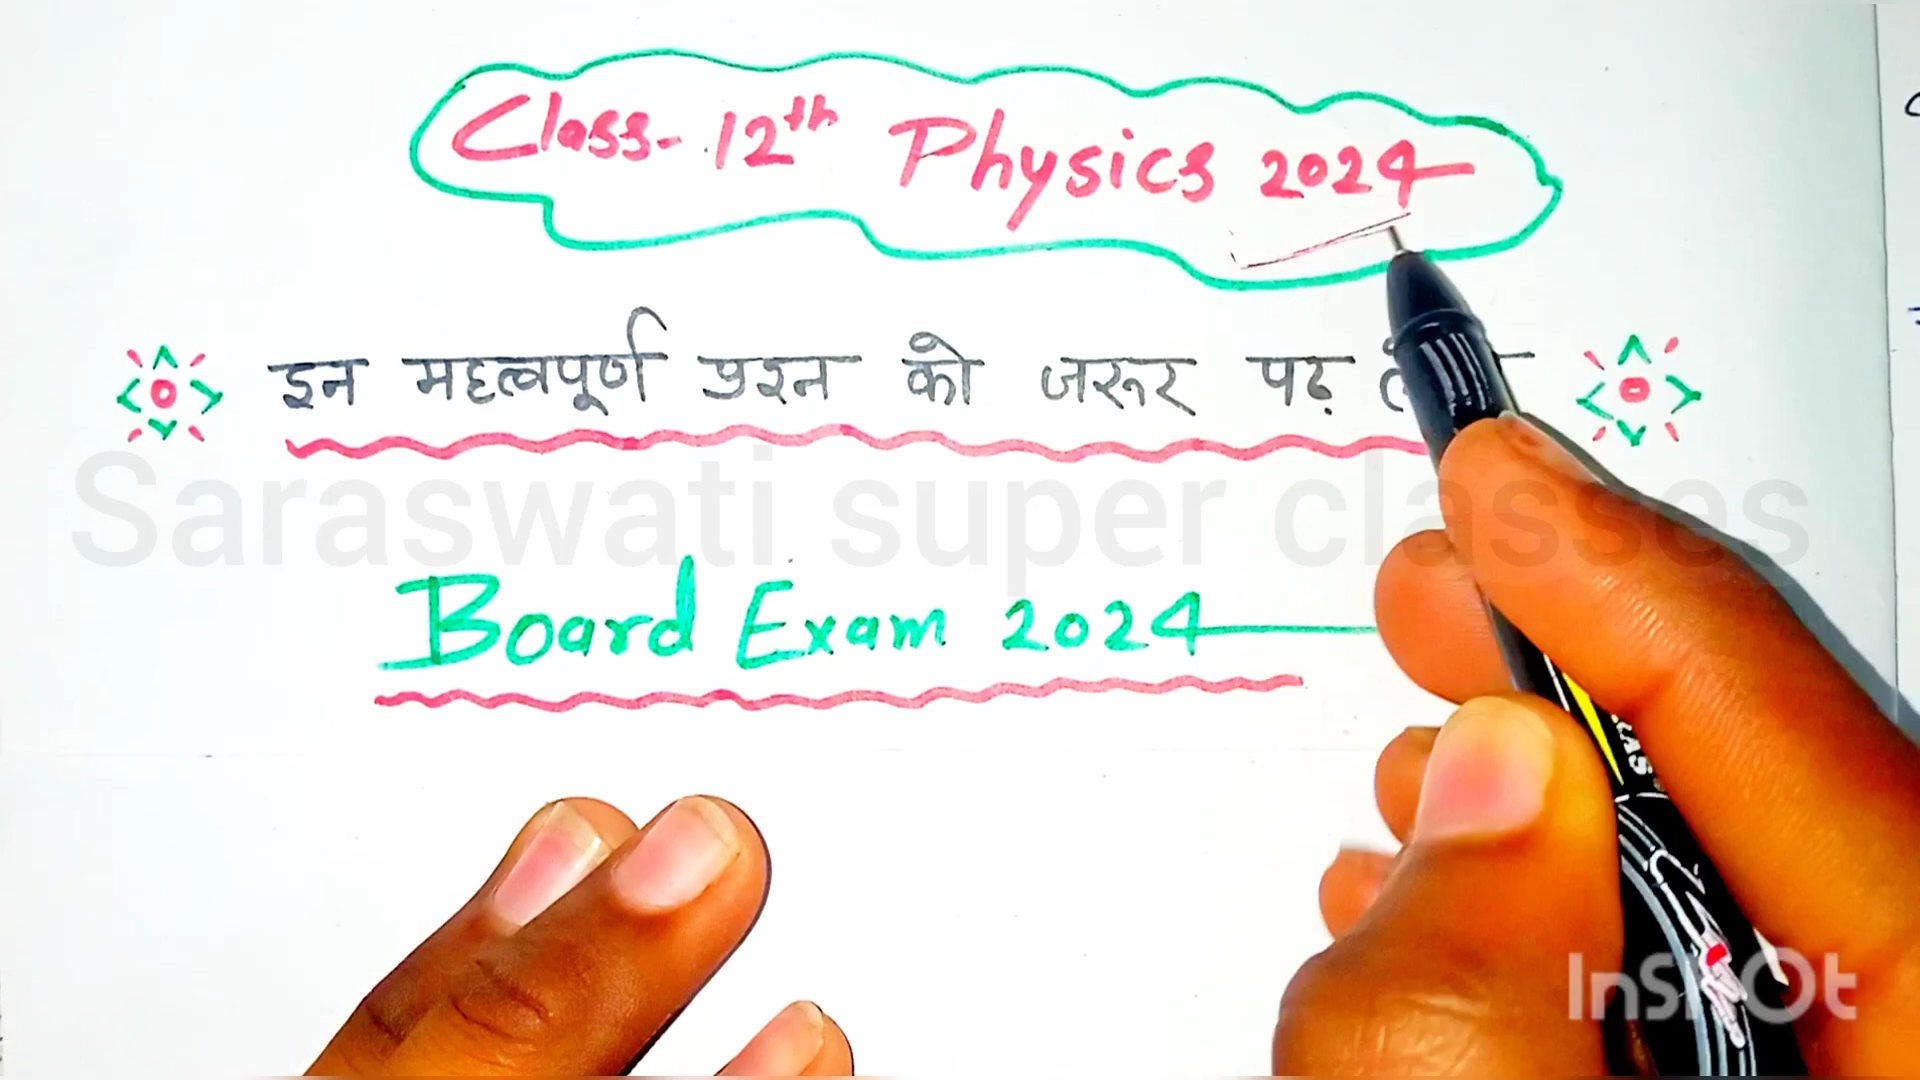 Class- 12th Physics 2024
इन महत्वपूर्ण प्रश्न को जरूर पढ़
Saraswati super classes
Board Exam 2024
InShOt